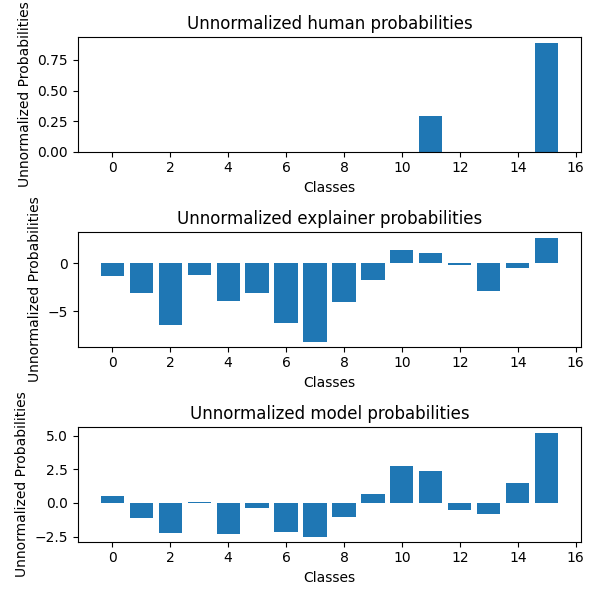 Unnormalized human probabilities
Unnormalized Probabilities
0.75
0.50
0.25
0.00
0 2 4 6 8 10 12 14 16
Classes
Unnormalized explainer probabilities
Unnormalized Probabilities
0
−5
0 2 4 6 8 10 12 14 16
Classes
Unnormalized model probabilities
Unnormalized Probabilities
5.0
2.5
0.0
−2.5
0 2 4 6 8 10 12 14 16
Classes